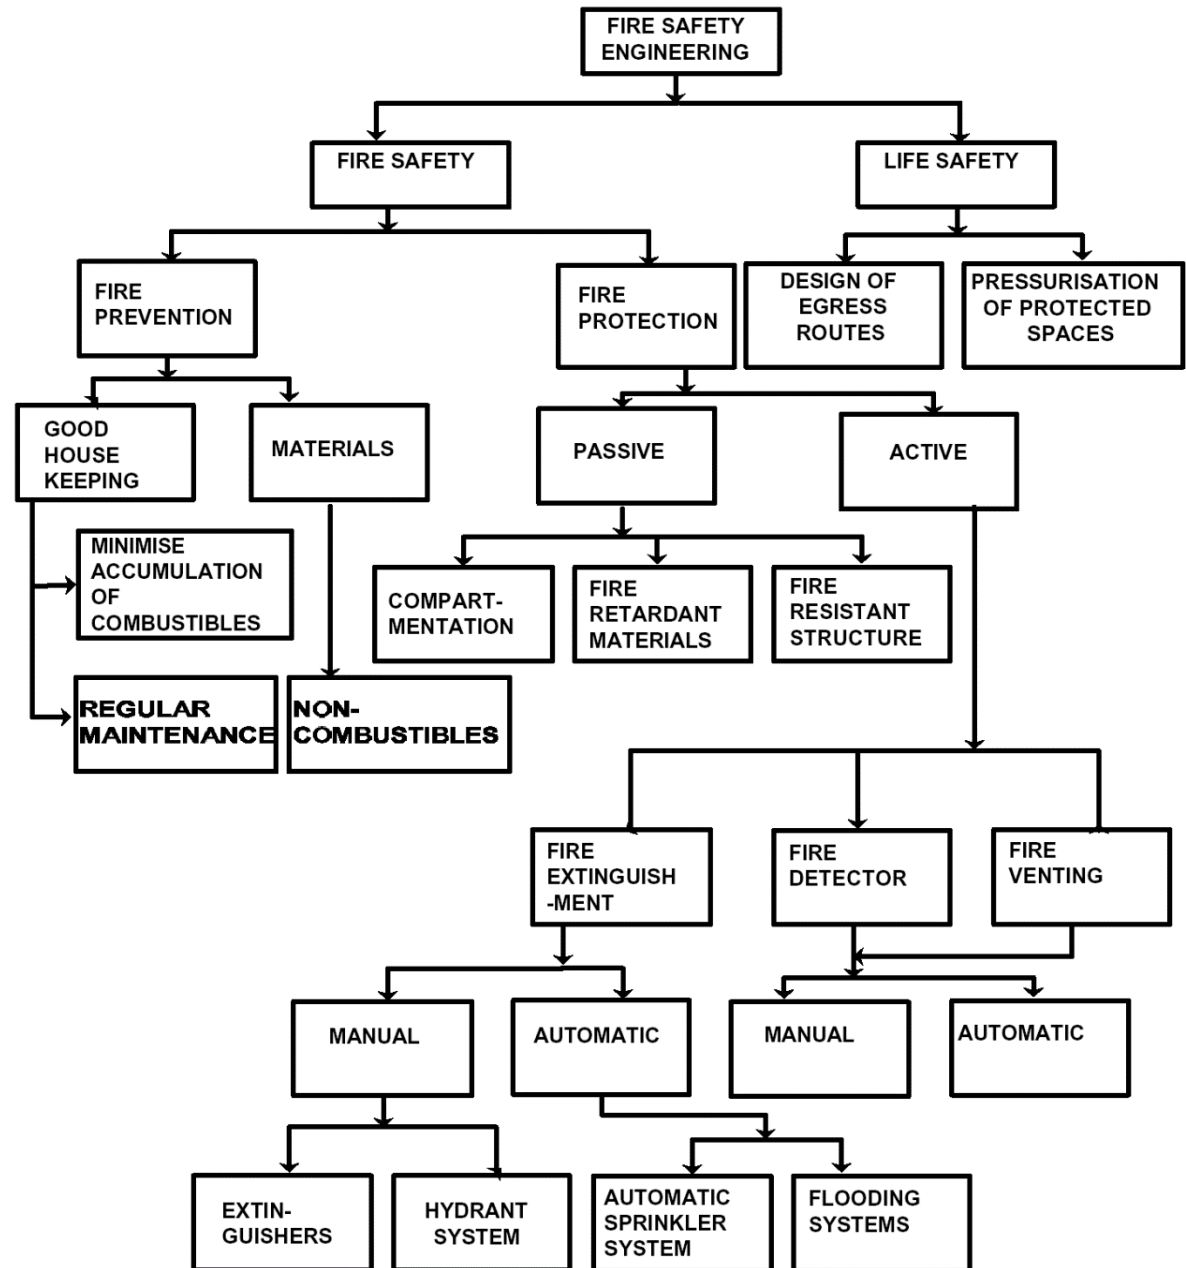 FIRE SAFETY
ENGINEERING
FIRE SAFETY
LIFE SAFETY
FIRE
PREVENTION
FIRE
PROTECTION
DESIGN OF
EGRESS
ROUTES
PRESSURISATION
OF PROTECTED
SPACES
GOOD
HOUSE
KEEPING
MATERIALS
PASSIVE
ACTIVE
MINIMISE
ACCUMULATION
OF
COMBUSTIBLES
COMPART-
MENTATION
FIRE
RETARDANT
MATERIALS
FIRE
RESISTANT
STRUCTURE
REGULAR
MAINTENANCE
NON-
COMBUSTIBLES
FIRE
EXTINGUISH
-MENT
FIRE
DETECTOR
FIRE
VENTING
MANUAL
AUTOMATIC
MANUAL
AUTOMATIC
EXTIN-
GUISHERS
HYDRANT
SYSTEM
AUTOMATIC
SPRINKLER
SYSTEM
FLOODING
SYSTEMS